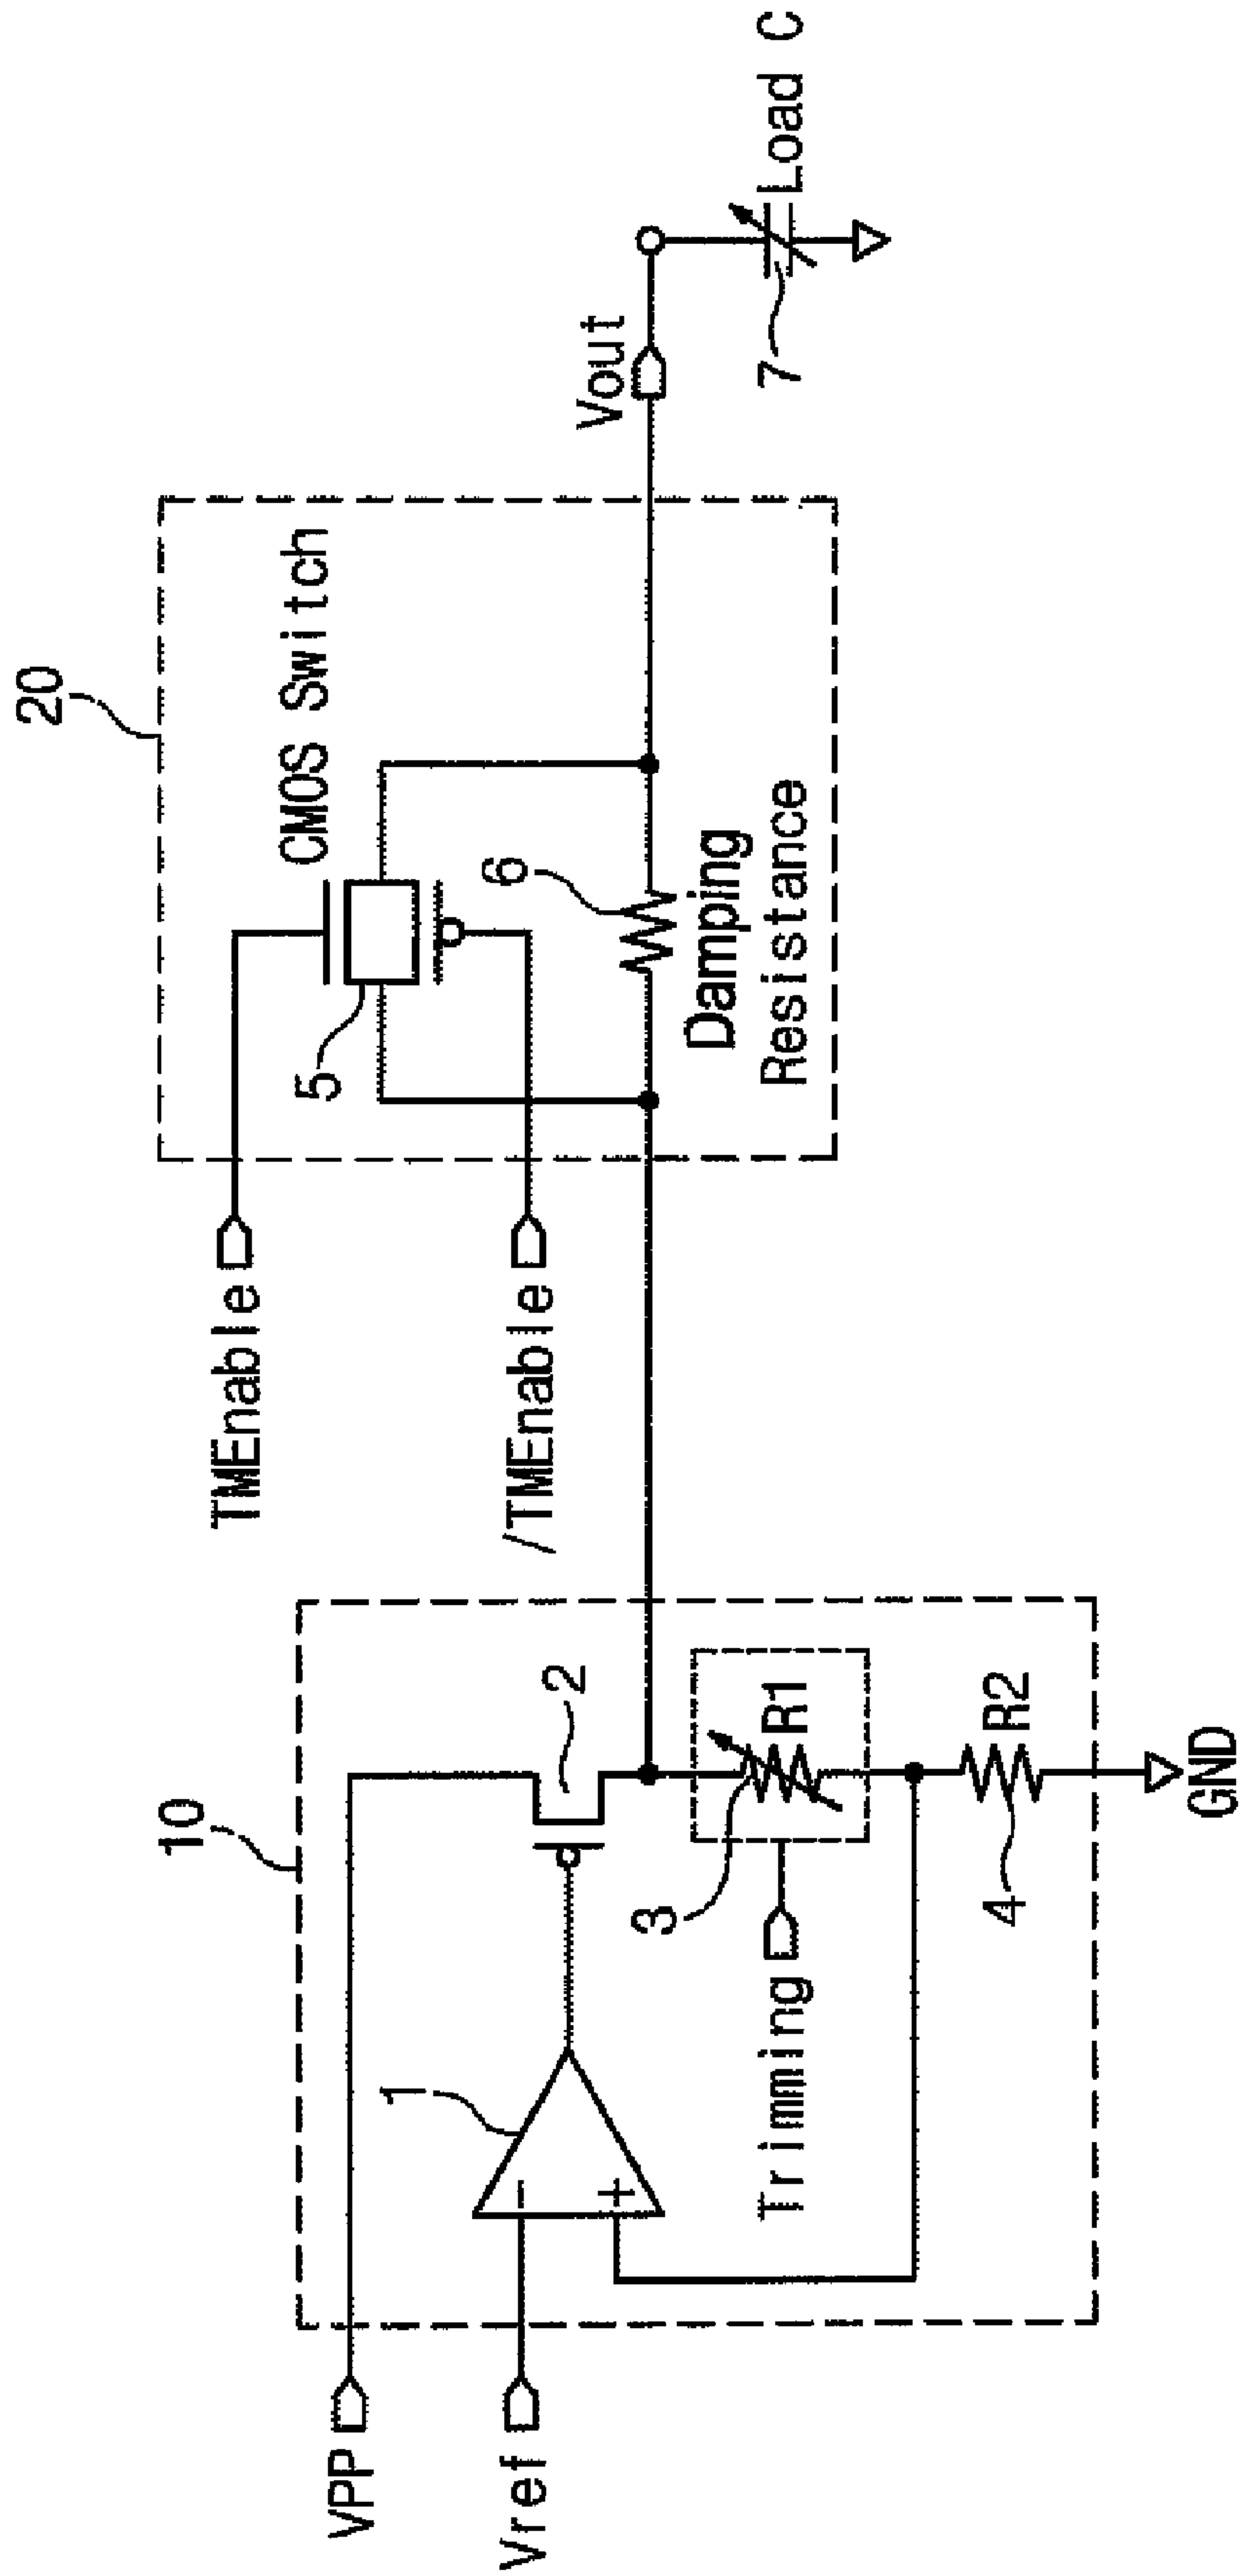 20
CMOS Switch
TMEnable
5
/TMEnable
6
Damping
Resistance
Vout
7
Load C
10
VPP
Vref
1
-
+
2
3
R1
Trimming
4
R2
GND